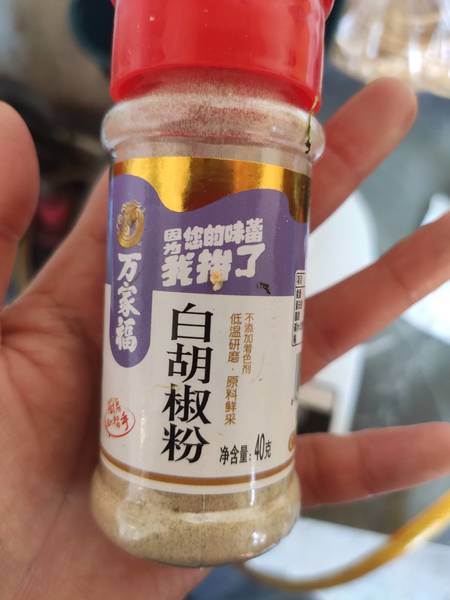 因为您的味蕾
我拼了
万家福
白胡椒粉
不添加着色剂
低温研磨·原料鲜采
净含量：40克